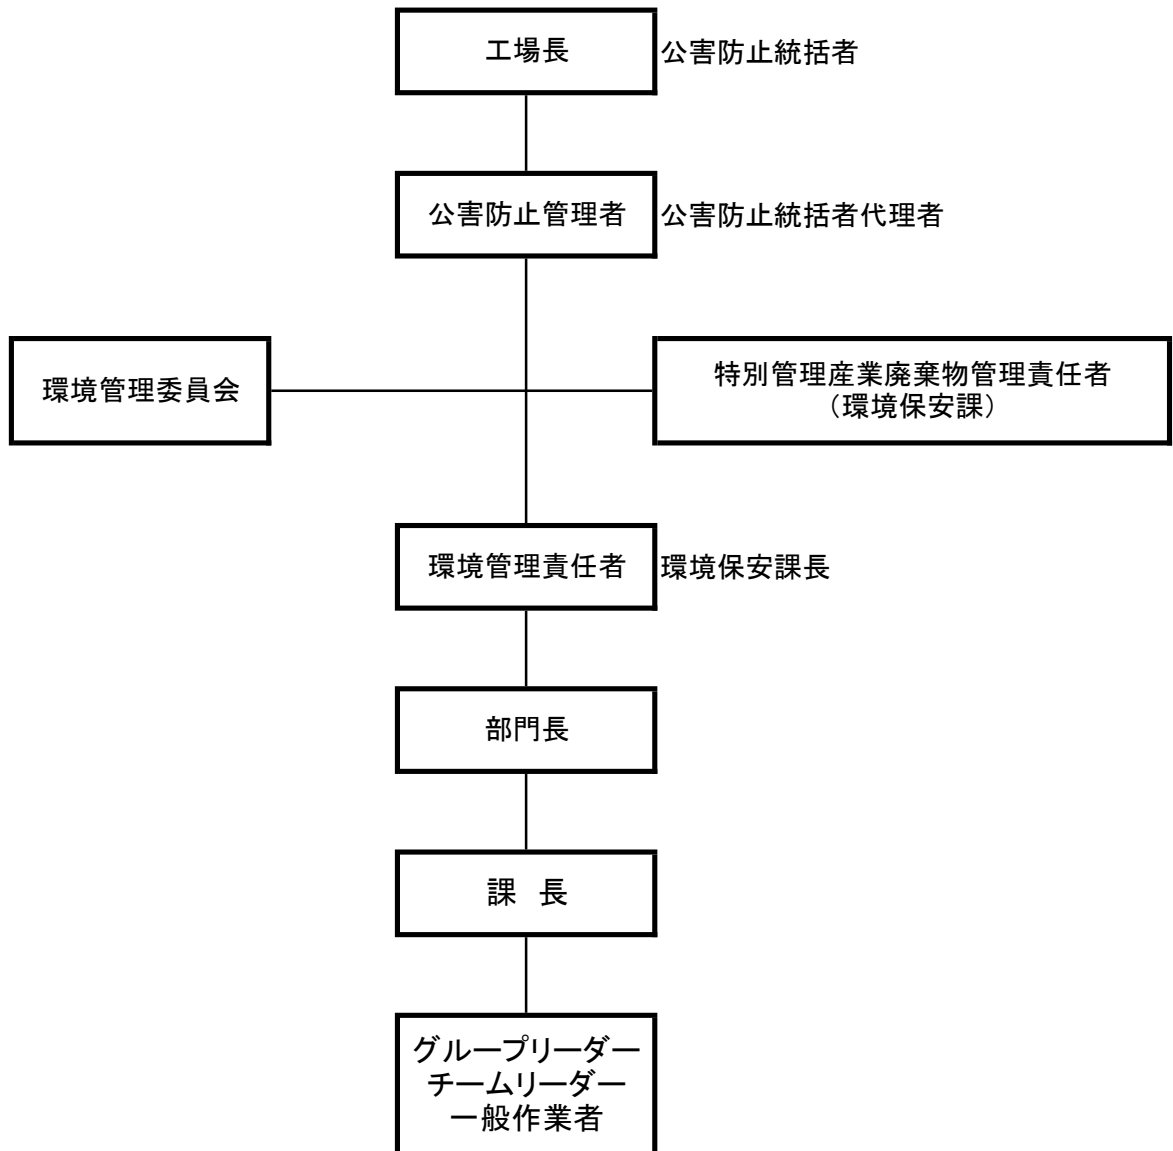 工場長 公害防止統括者
公害防止管理者 公害防止統括者代理者
環境管理委員会
特別管理産業廃棄物管理責任者
（環境保安課）
環境管理責任者 環境保安課長
部門長
課 長
グループリーダー
チームリーダー
一般作業者